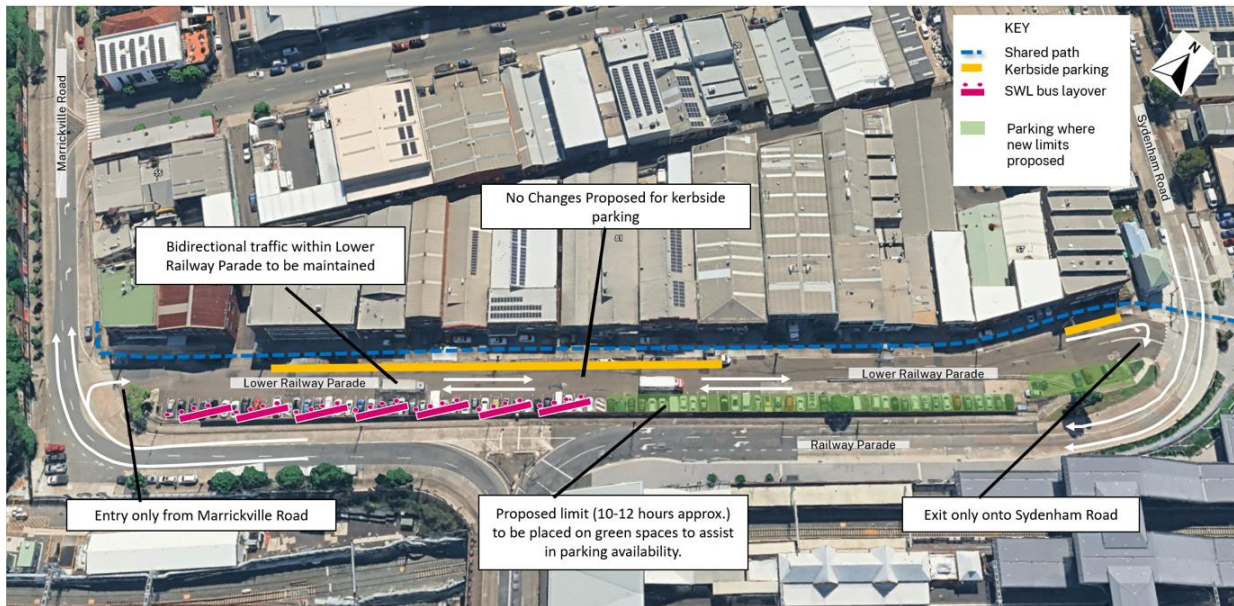 KEY
Shared path
Kerbside parking
SWL bus layover
Parking where
new limits
proposed
N
Marrickville Road
Sydenham Road
No Changes Proposed for kerbside
parking
Bidirectional traffic within Lower
Railway Parade to be maintained
Lower Railway Parade
Lower Railway Parade
Railway Parade
Entry only from Marrickville Road
Proposed limit (10-12 hours approx.)
to be placed on green spaces to assist
in parking availability.
Exit only onto Sydenham Road